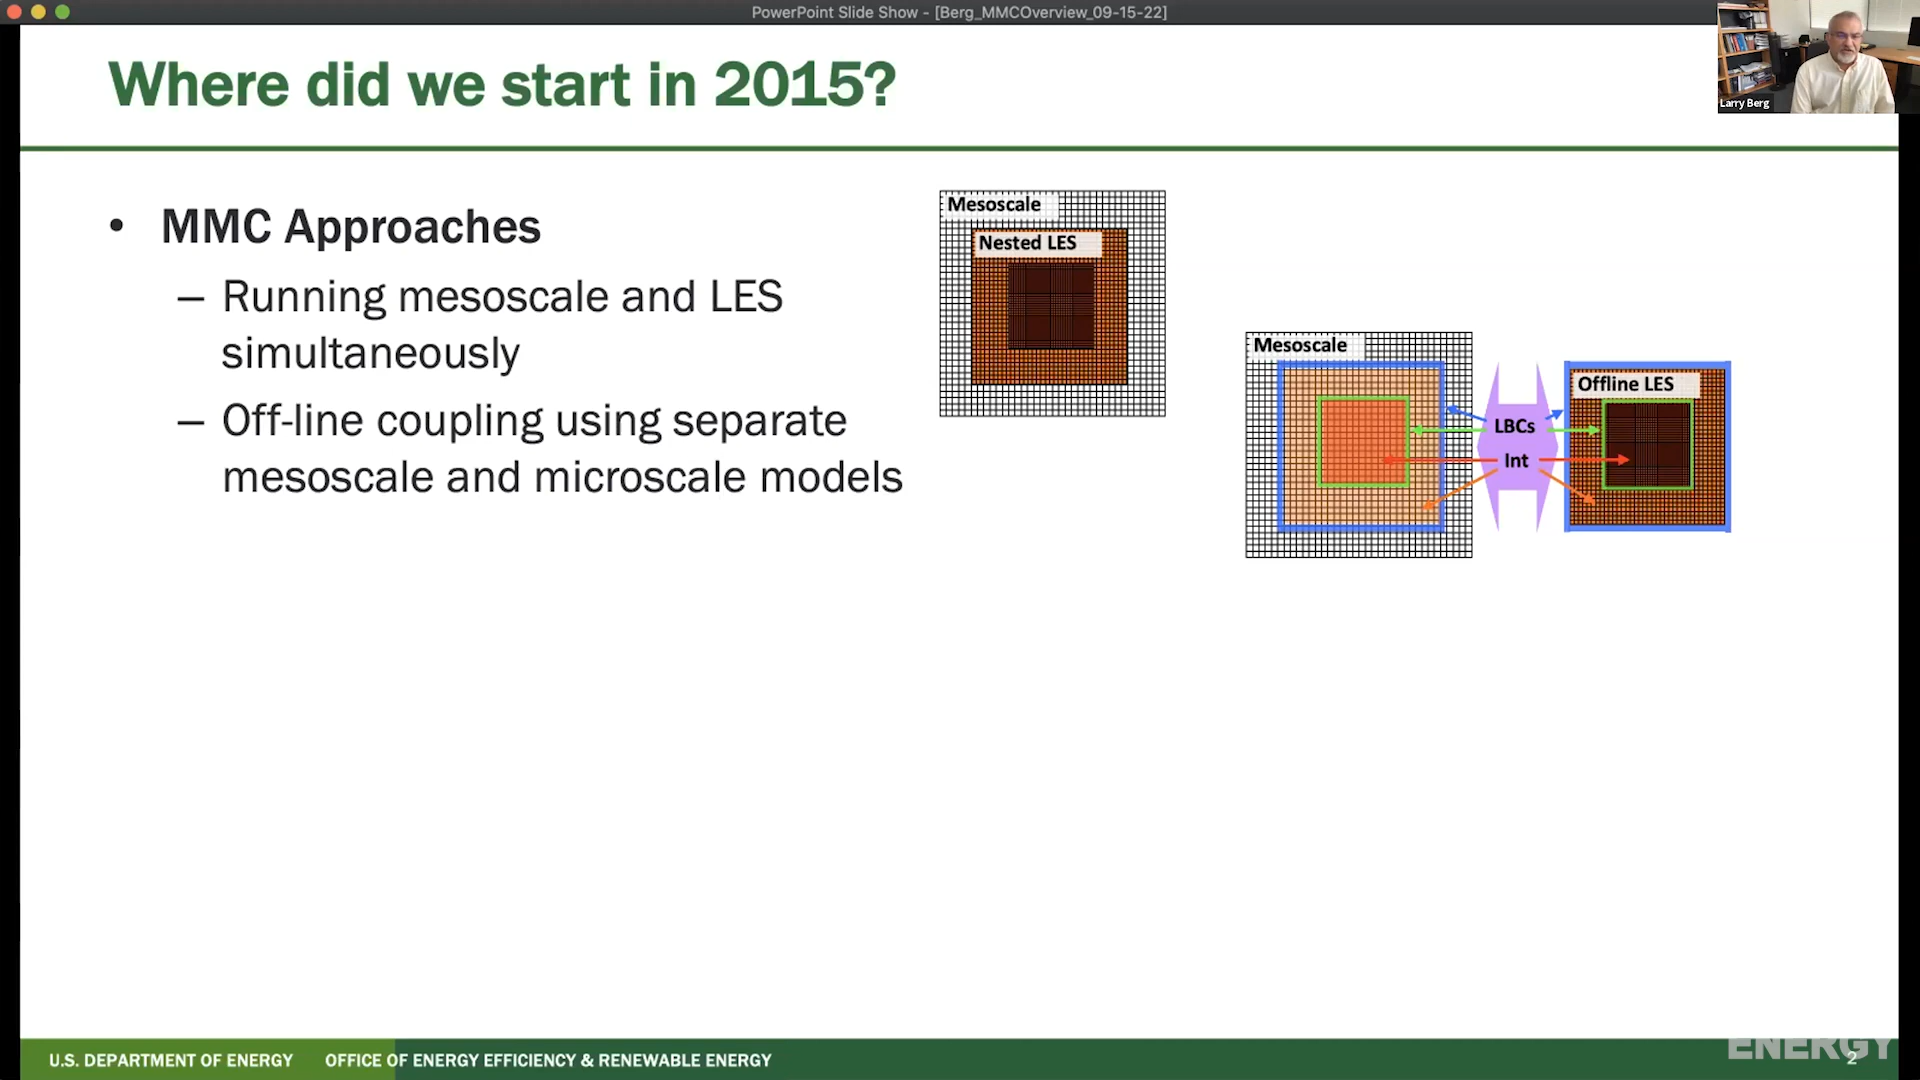 PowerPoint Slide Show - [Berg_MMCOverview_09-15-22]
Larry Berg
Where did we start in 2015?
• MMC Approaches
– Running mesoscale and LES
simultaneously
– Off-line coupling using separate
mesoscale and microscale models
Mesoscale
Nested LES
Mesoscale
LBCs
Int
Offline LES
U.S. DEPARTMENT OF ENERGY OFFICE OF ENERGY EFFICIENCY & RENEWABLE ENERGY
ENERGY
2